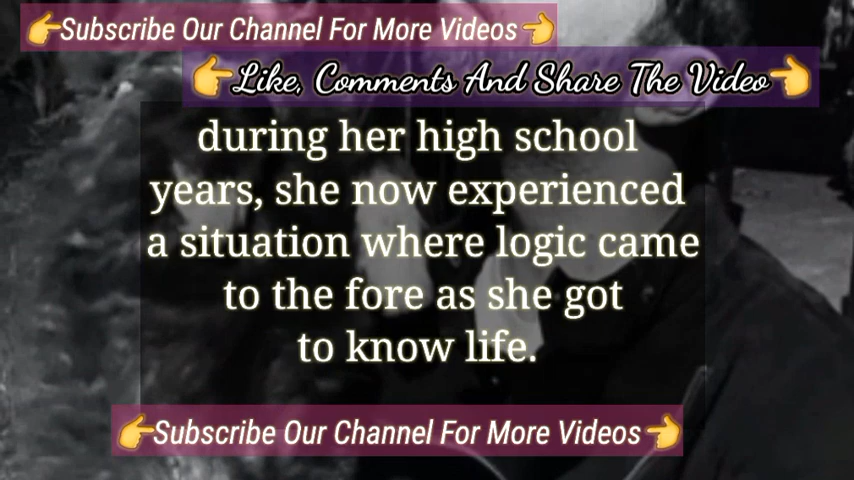 👉Subscribe Our Channel For More Videos👈
👉Like, Comments And Share The Video👈
during her high school
years, she now experienced
a situation where logic came
to the fore as she got
to know life.
👉Subscribe Our Channel For More Videos👈